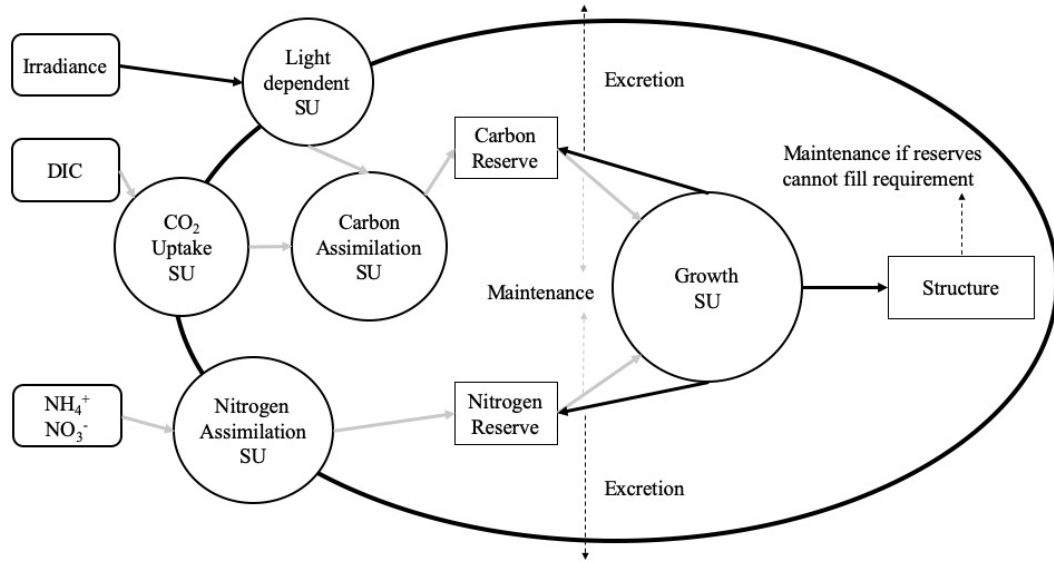 Irradiance
Light
dependent
SU
Excretion
DIC
CO₂
Uptake
SU
Carbon
Assimilation
SU
Carbon
Reserve
Maintenance if reserves
cannot fill requirement
Maintenance
Growth
SU
Structure
NH₄⁺
NO₃⁻
Nitrogen
Assimilation
SU
Nitrogen
Reserve
Excretion